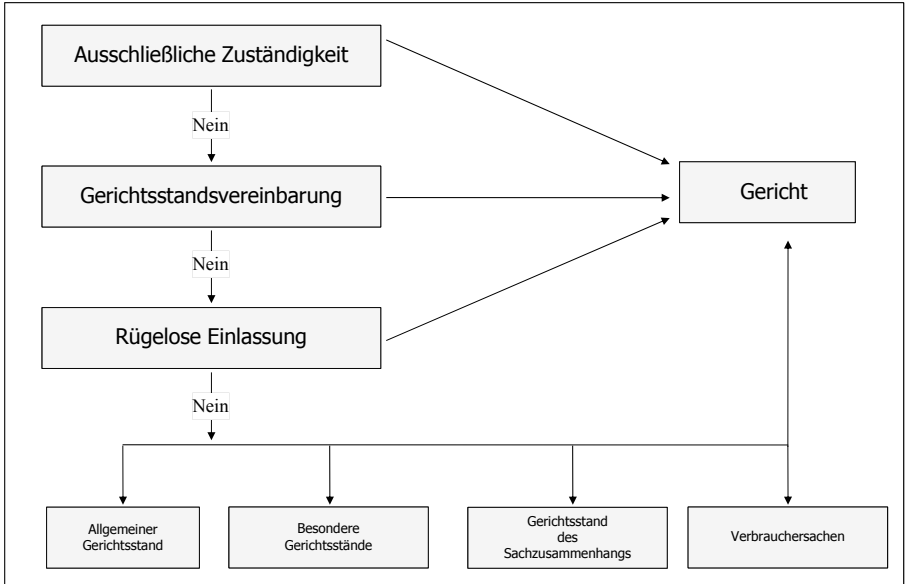 Ausschließliche Zuständigkeit
Nein
Gerichtsstandsvereinbarung
Gericht
Nein
Rügelose Einlassung
Nein
Allgemeiner
Gerichtsstand
Besondere
Gerichtsstände
Gerichtsstand
des
Sachzusammenhangs
Verbrauchersachen